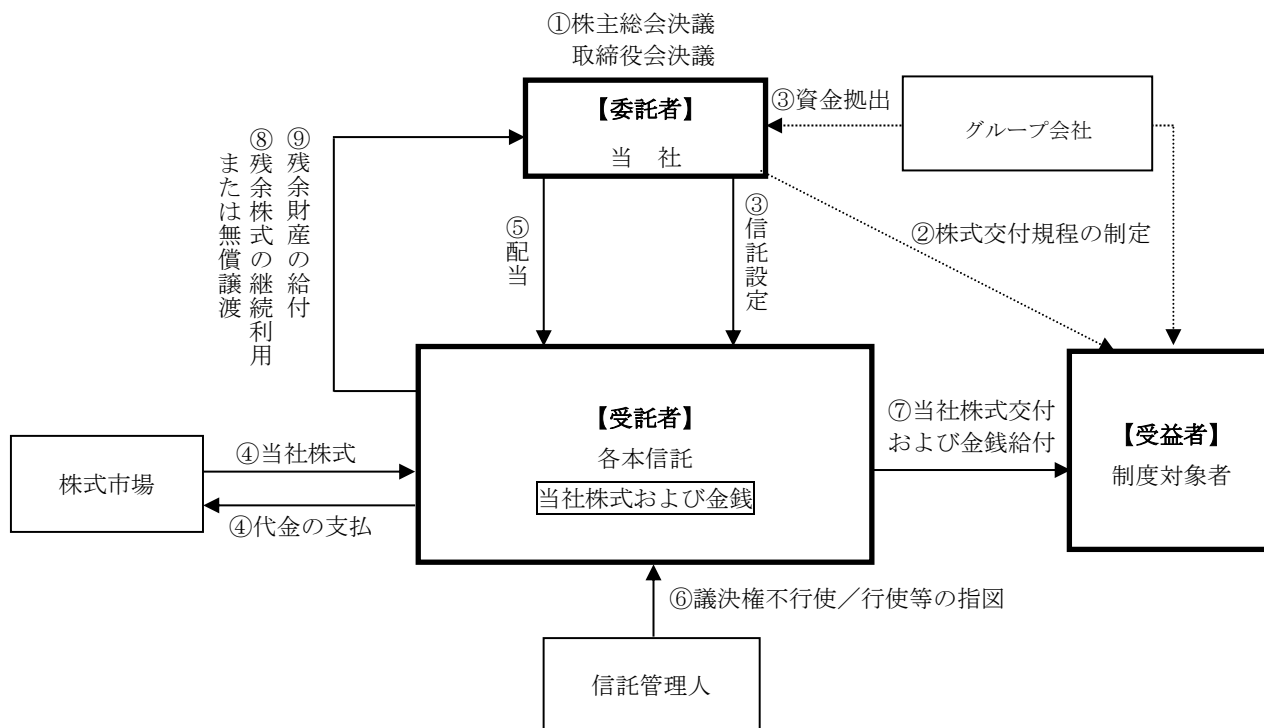 ①株主総会決議
取締役会決議
【委託者】
当　社
③資金拠出
グループ会社
⑨残余財産の給付
⑧残余株式の継続利用
または無償譲渡
⑤配当
③信託設定
②株式交付規程の制定
【受託者】
各本信託
当社株式および金銭
株式市場
④当社株式
④代金の支払
⑦当社株式交付
および金銭給付
【受益者】
制度対象者
⑥議決権不行使／行使等の指図
信託管理人